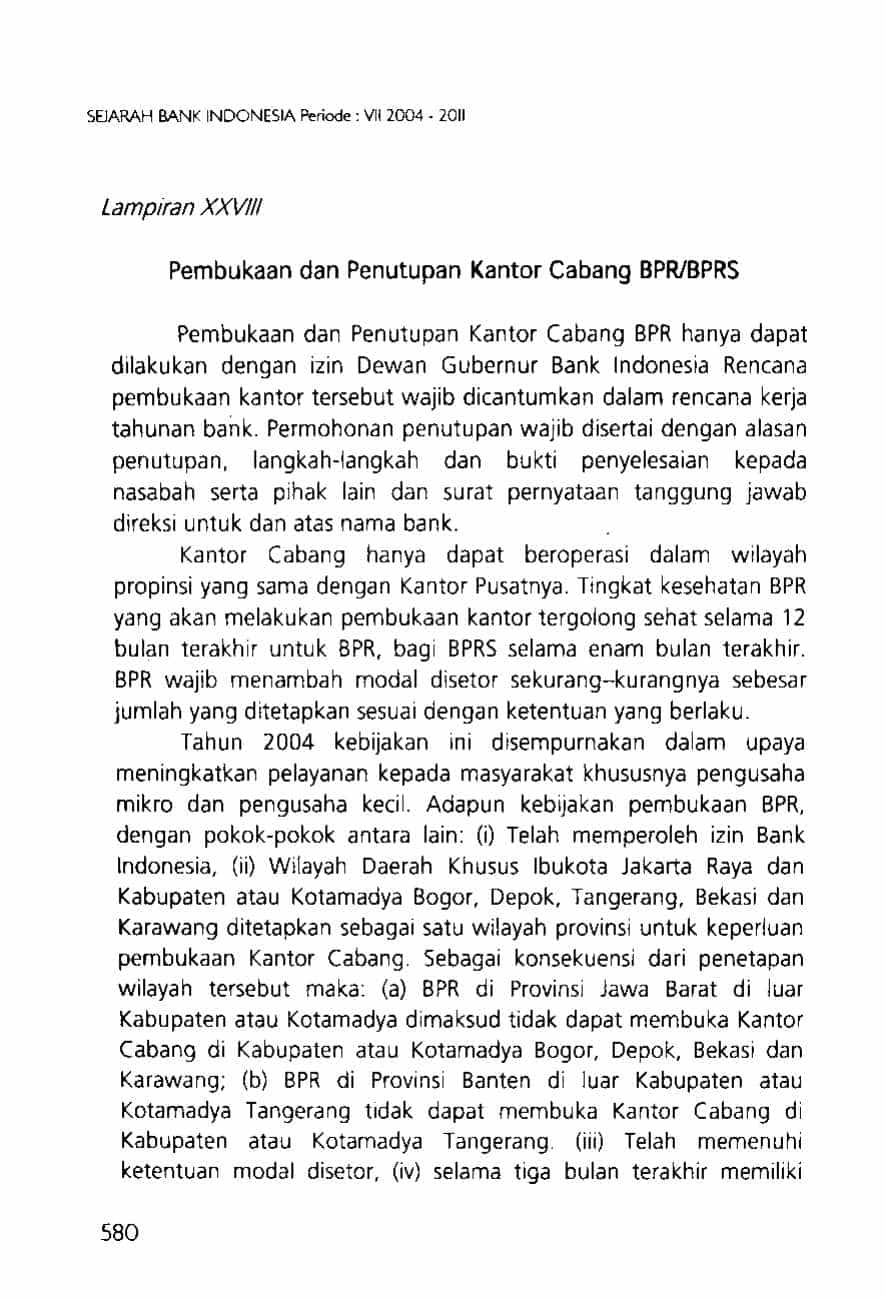 SEJARAH BANK INDONESIA Periode : VII 2004 - 2011
Lampiran XXVIII
Pembukaan dan Penutupan Kantor Cabang BPR/BPRS
Pembukaan dan Penutupan Kantor Cabang BPR hanya dapat
dilakukan dengan izin Dewan Gubernur Bank Indonesia Rencana
pembukaan kantor tersebut wajib dicantumkan dalam rencana kerja
tahunan bank. Permohonan penutupan wajib disertai dengan alasan
penutupan, langkah-langkah dan bukti penyelesaian kepada
nasabah serta pihak lain dan surat pernyataan tanggung jawab
direksi untuk dan atas nama bank.
Kantor Cabang hanya dapat beroperasi dalam wilayah
propinsi yang sama dengan Kantor Pusatnya. Tingkat kesehatan BPR
yang akan melakukan pembukaan kantor tergolong sehat selama 12
bulan terakhir untuk BPR, bagi BPRS selama enam bulan terakhir.
BPR wajib menambah modal disetor sekurang--kurangnya sebesar
jumlah yang ditetapkan sesuai dengan ketentuan yang berlaku.
Tahun 2004 kebijakan ini disempurnakan dalam upaya
meningkatkan pelayanan kepada masyarakat khususnya pengusaha
mikro dan pengusaha kecil. Adapun kebijakan pembukaan BPR,
dengan pokok-pokok antara lain: (i) Telah memperoleh izin Bank
Indonesia, (ii) Wilayah Daerah Khusus Ibukota Jakarta Raya dan
Kabupaten atau Kotamadya Bogor, Depok, Tangerang, Bekasi dan
Karawang ditetapkan sebagai satu wilayah provinsi untuk keperluan
pembukaan Kantor Cabang. Sebagai konsekuensi dari penetapan
wilayah tersebut maka: (a) BPR di Provinsi Jawa Barat di luar
Kabupaten atau Kotamadya dimaksud tidak dapat membuka Kantor
Cabang di Kabupaten atau Kotamadya Bogor, Depok, Bekasi dan
Karawang; (b) BPR di Provinsi Banten di luar Kabupaten atau
Kotamadya Tangerang tidak dapat membuka Kantor Cabang di
Kabupaten atau Kotamadya Tangerang. (iii) Telah memenuhi
ketentuan modal disetor, (iv) selama tiga bulan terakhir memiliki
580